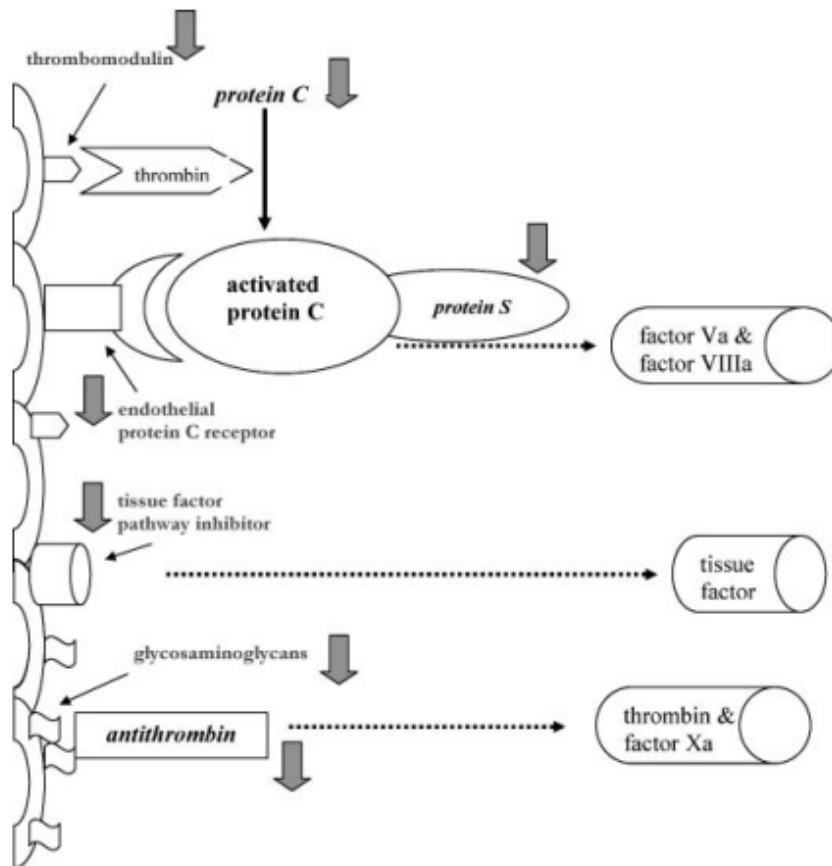 thrombomodulin
protein C
thrombin
activated
protein C
protein S
factor Va &
factor VIIIa
endothelial
protein C receptor
tissue factor
pathway inhibitor
tissue
factor
glycosaminoglycans
antithrombin
thrombin &
factor Xa